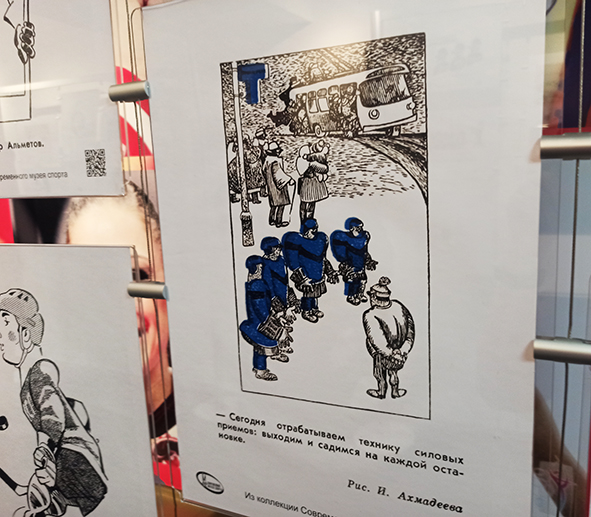 о Альметов.
ременного музея спорта
Т
— Сегодня отрабатываем технику силовых
приемов: выходим и садимся на каждой оста-
новке.
Рис. И. Ахмадеева
Из коллекции Совре